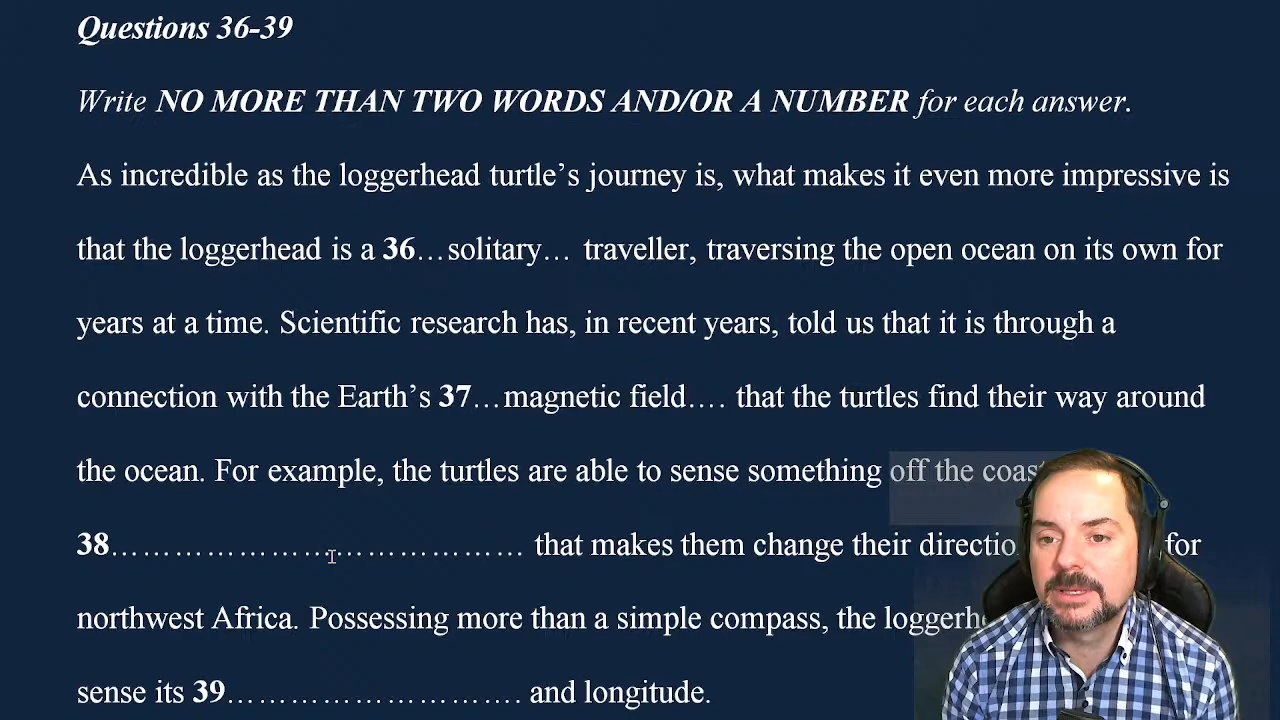 Questions 36-39
Write NO MORE THAN TWO WORDS AND/OR A NUMBER for each answer.
As incredible as the loggerhead turtle’s journey is, what makes it even more impressive is
that the loggerhead is a 36…solitary… traveller, traversing the open ocean on its own for
years at a time. Scientific research has, in recent years, told us that it is through a
connection with the Earth’s 37…magnetic field…. that the turtles find their way around
the ocean. For example, the turtles are able to sense something off the coast
38……………………………………… that makes them change their for
northwest Africa. Possessing more than a simple compass, the
sense its 39…………………………. and longitude.